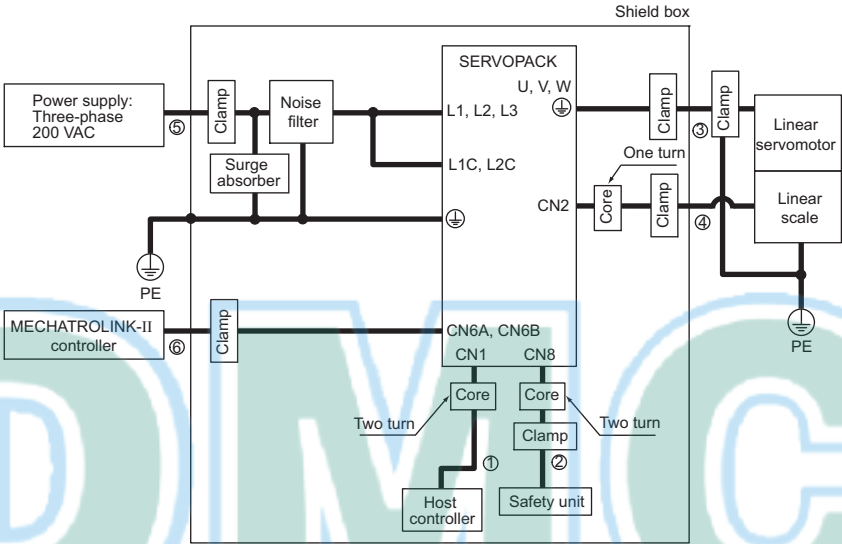 Shield box
SERVOPACK
U, V, W
Power supply:
Three-phase
200 VAC
⑤
Clamp
Noise
filter
L1, L2, L3
Clamp
③
Clamp
Linear
servomotor
Surge
absorber
L1C, L2C
One turn
CN2
Core
Clamp
④
Linear
scale
PE
PE
MECHATROLINK-II
controller
⑥
Clamp
CN6A, CN6B
CN1
CN8
Core
Core
Two turn
Two turn
Clamp
①
②
Host
controller
Safety unit
DMC